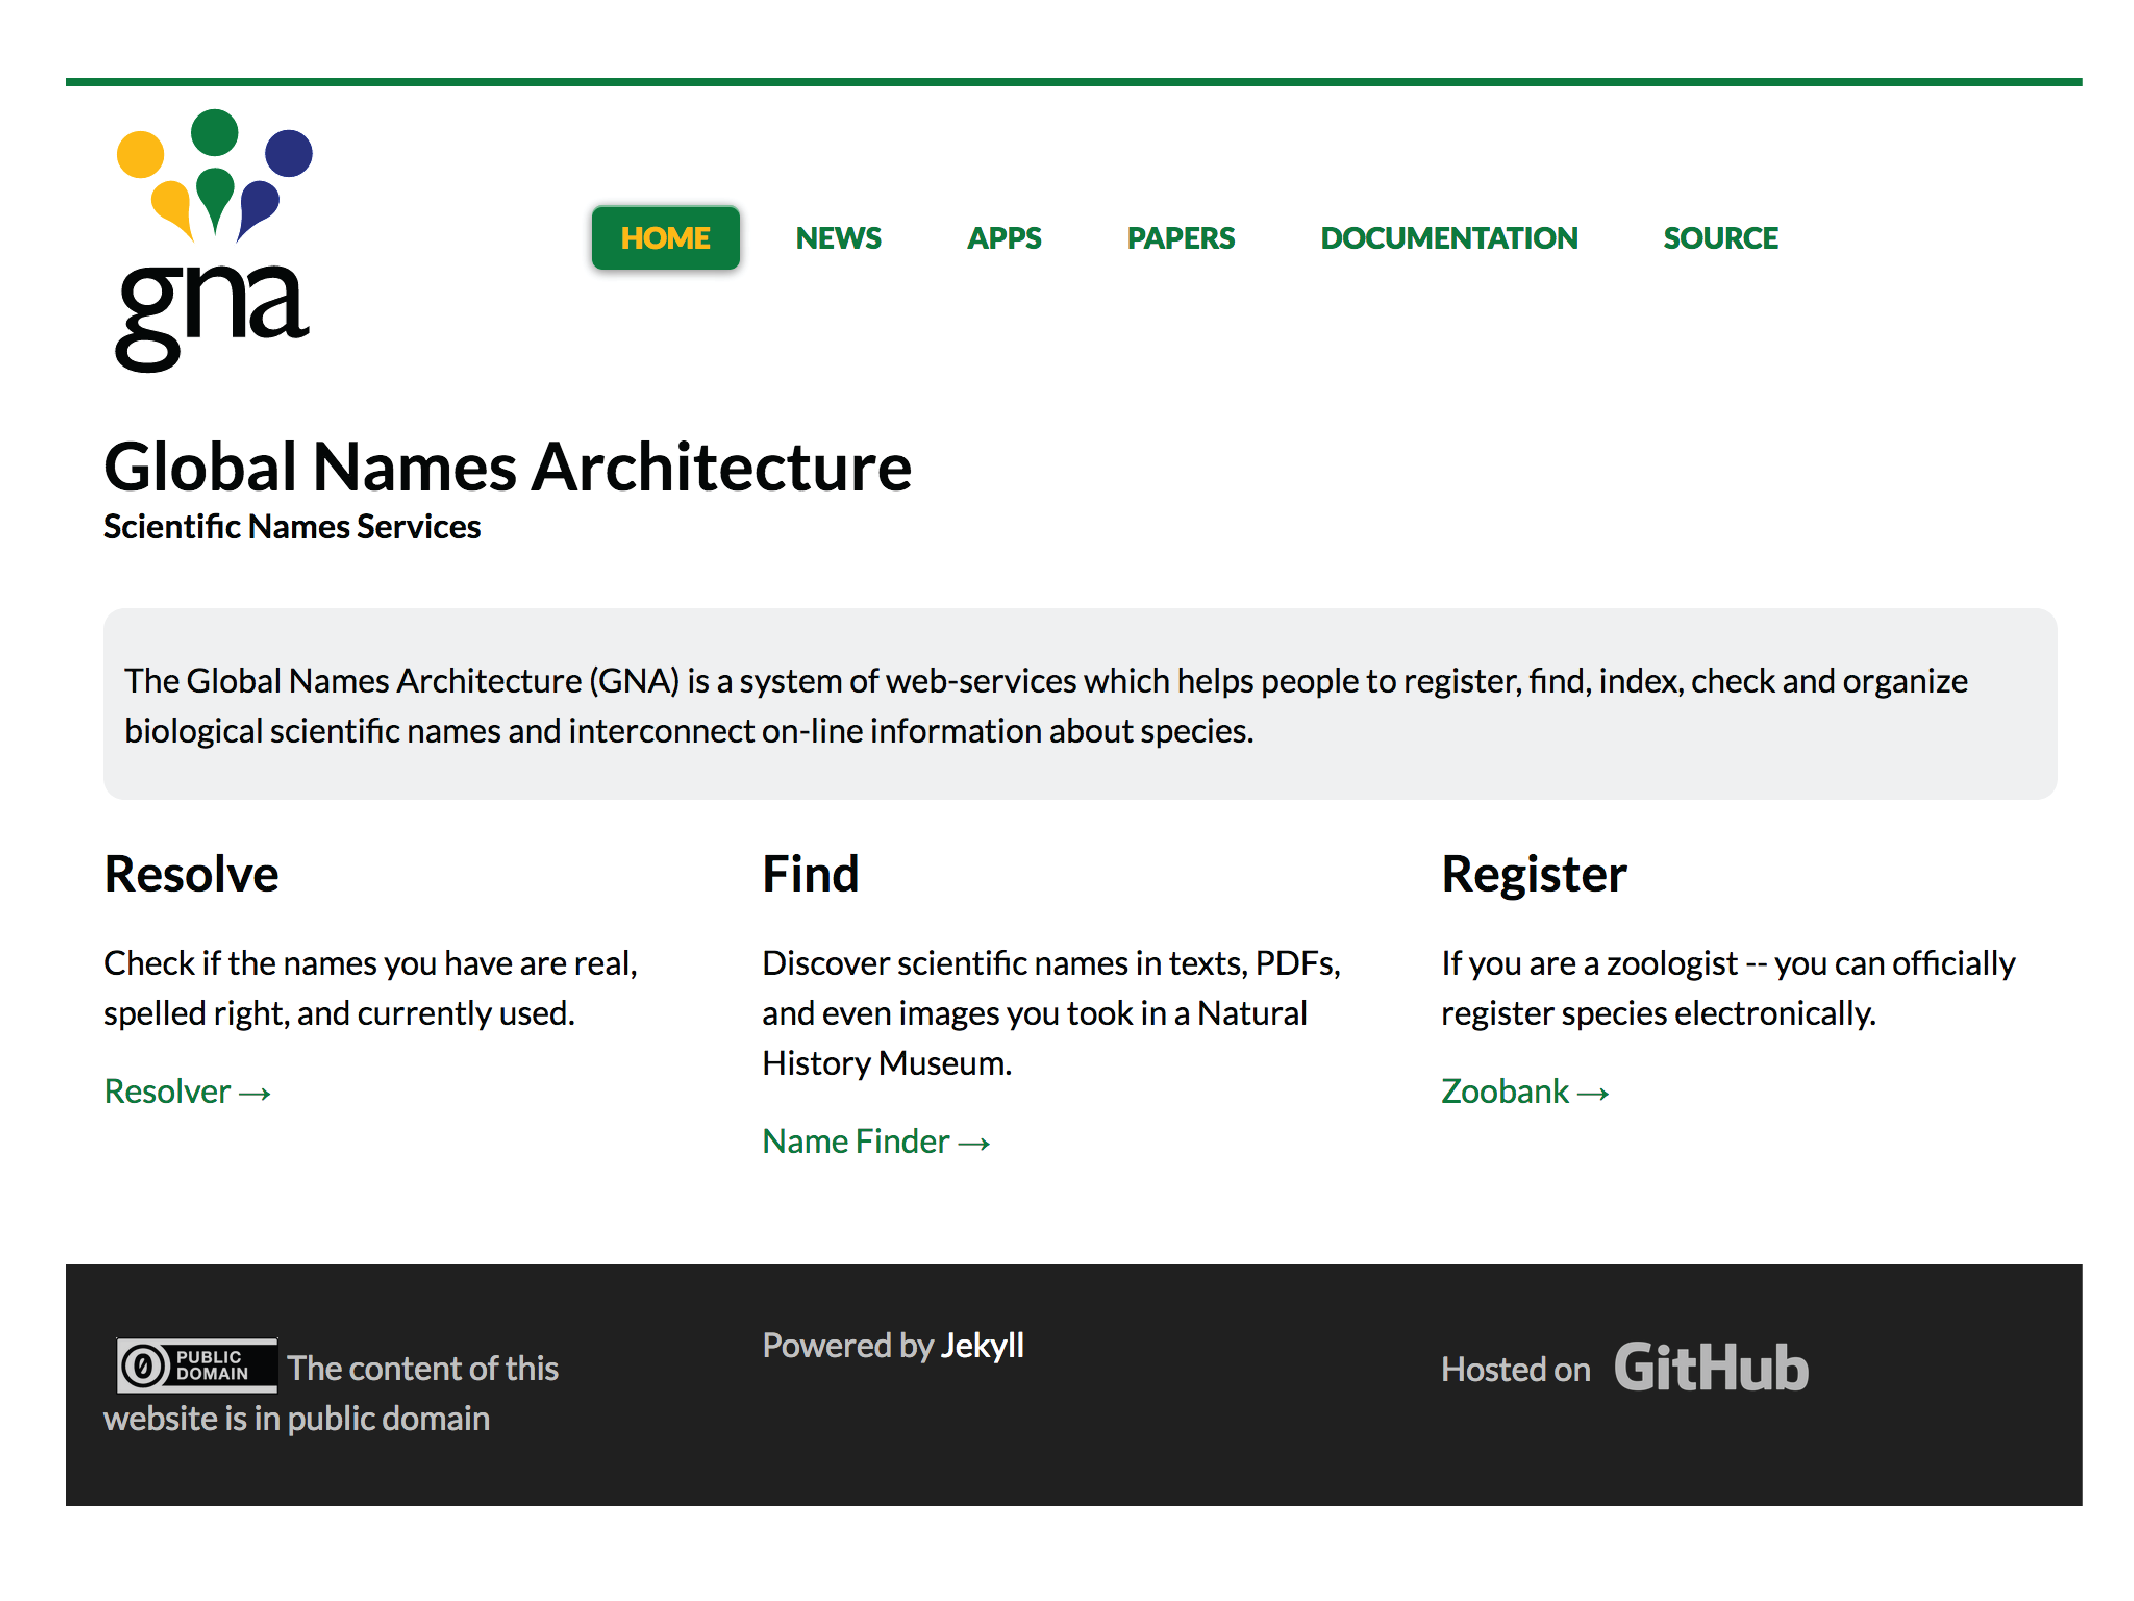 gna
HOME NEWS APPS PAPERS DOCUMENTATION SOURCE
Global Names Architecture
Scientific Names Services
The Global Names Architecture (GNA) is a system of web-services which helps people to register, find, index, check and organize
biological scientific names and interconnect on-line information about species.
Resolve
Check if the names you have are real,
spelled right, and currently used.
Resolver →
Find
Discover scientific names in texts, PDFs,
and even images you took in a Natural
History Museum.
Name Finder →
Register
If you are a zoologist -- you can officially
register species electronically.
Zoobank →
0 PUBLIC
DOMAIN
The content of this
website is in public domain
Powered by Jekyll
Hosted on GitHub